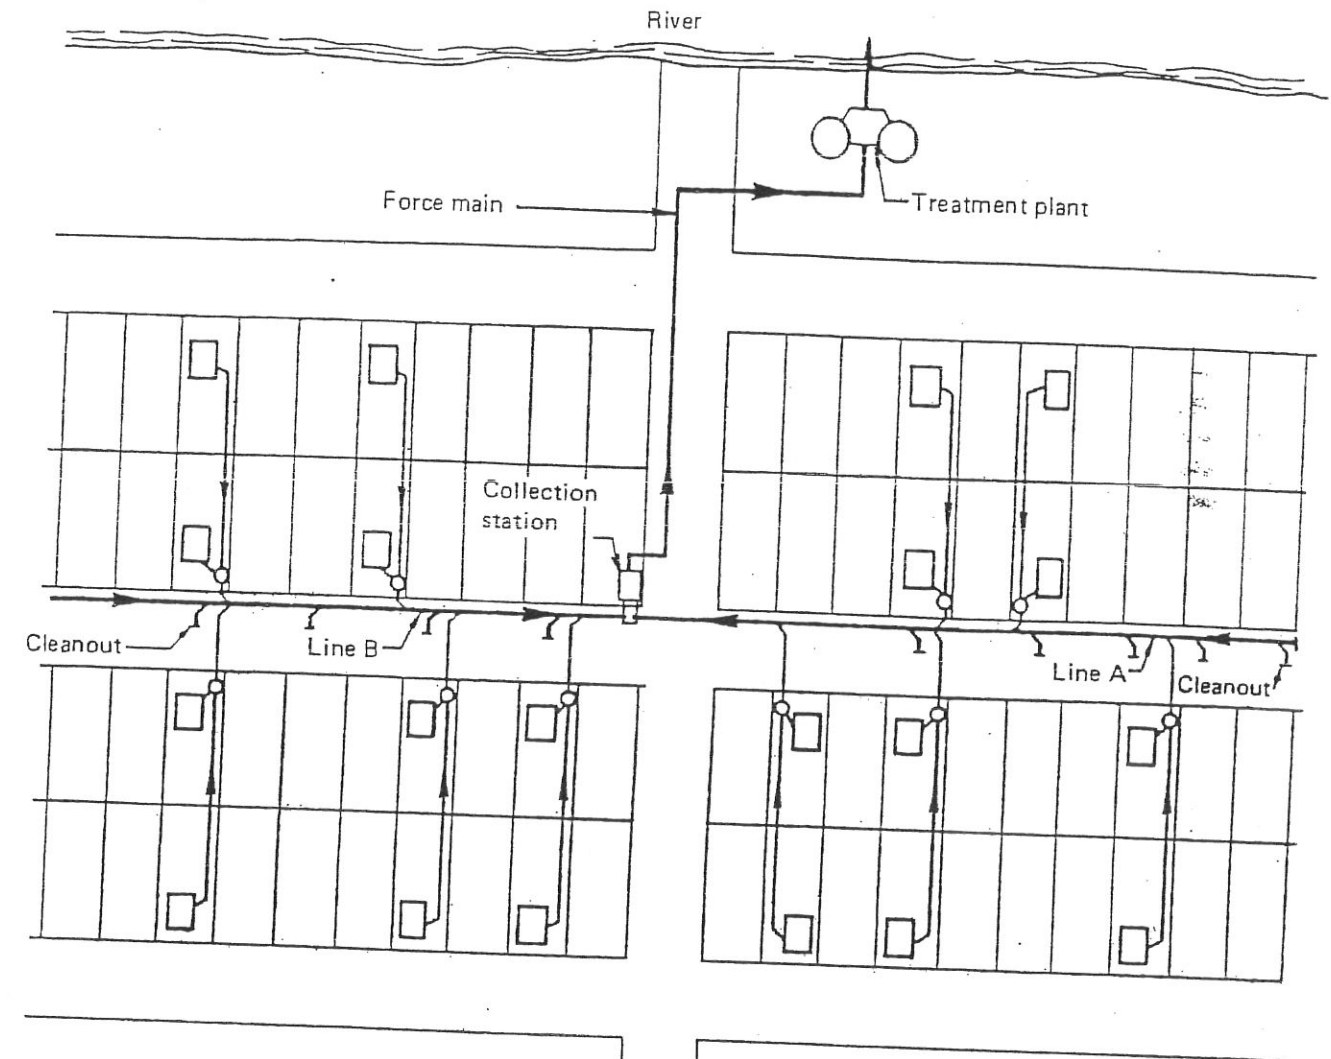 River
Force main
Treatment plant
Collection
station
Cleanout
Line B
Line A
Cleanout